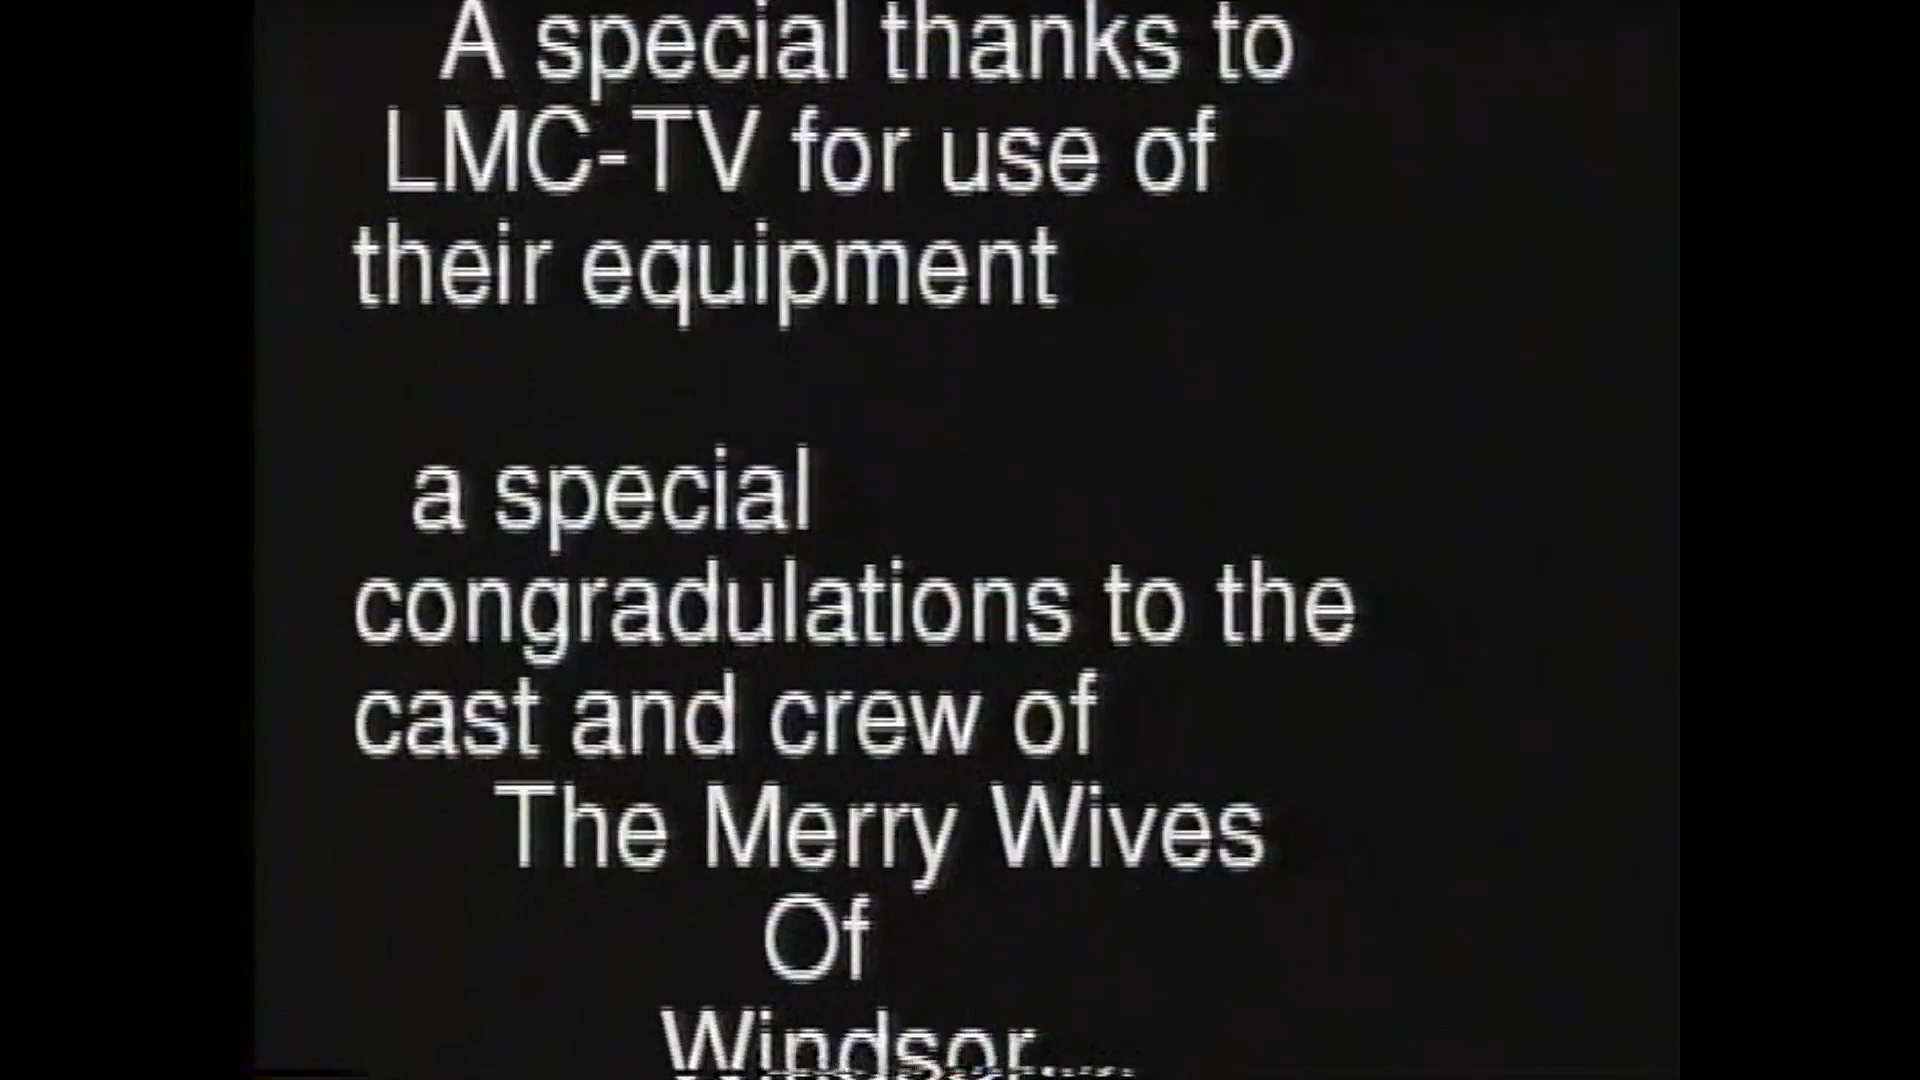 A special thanks to
LMC-TV for use of
their equipment
a special
congradulations to the
cast and crew of
The Merry Wives
Of
Windsor